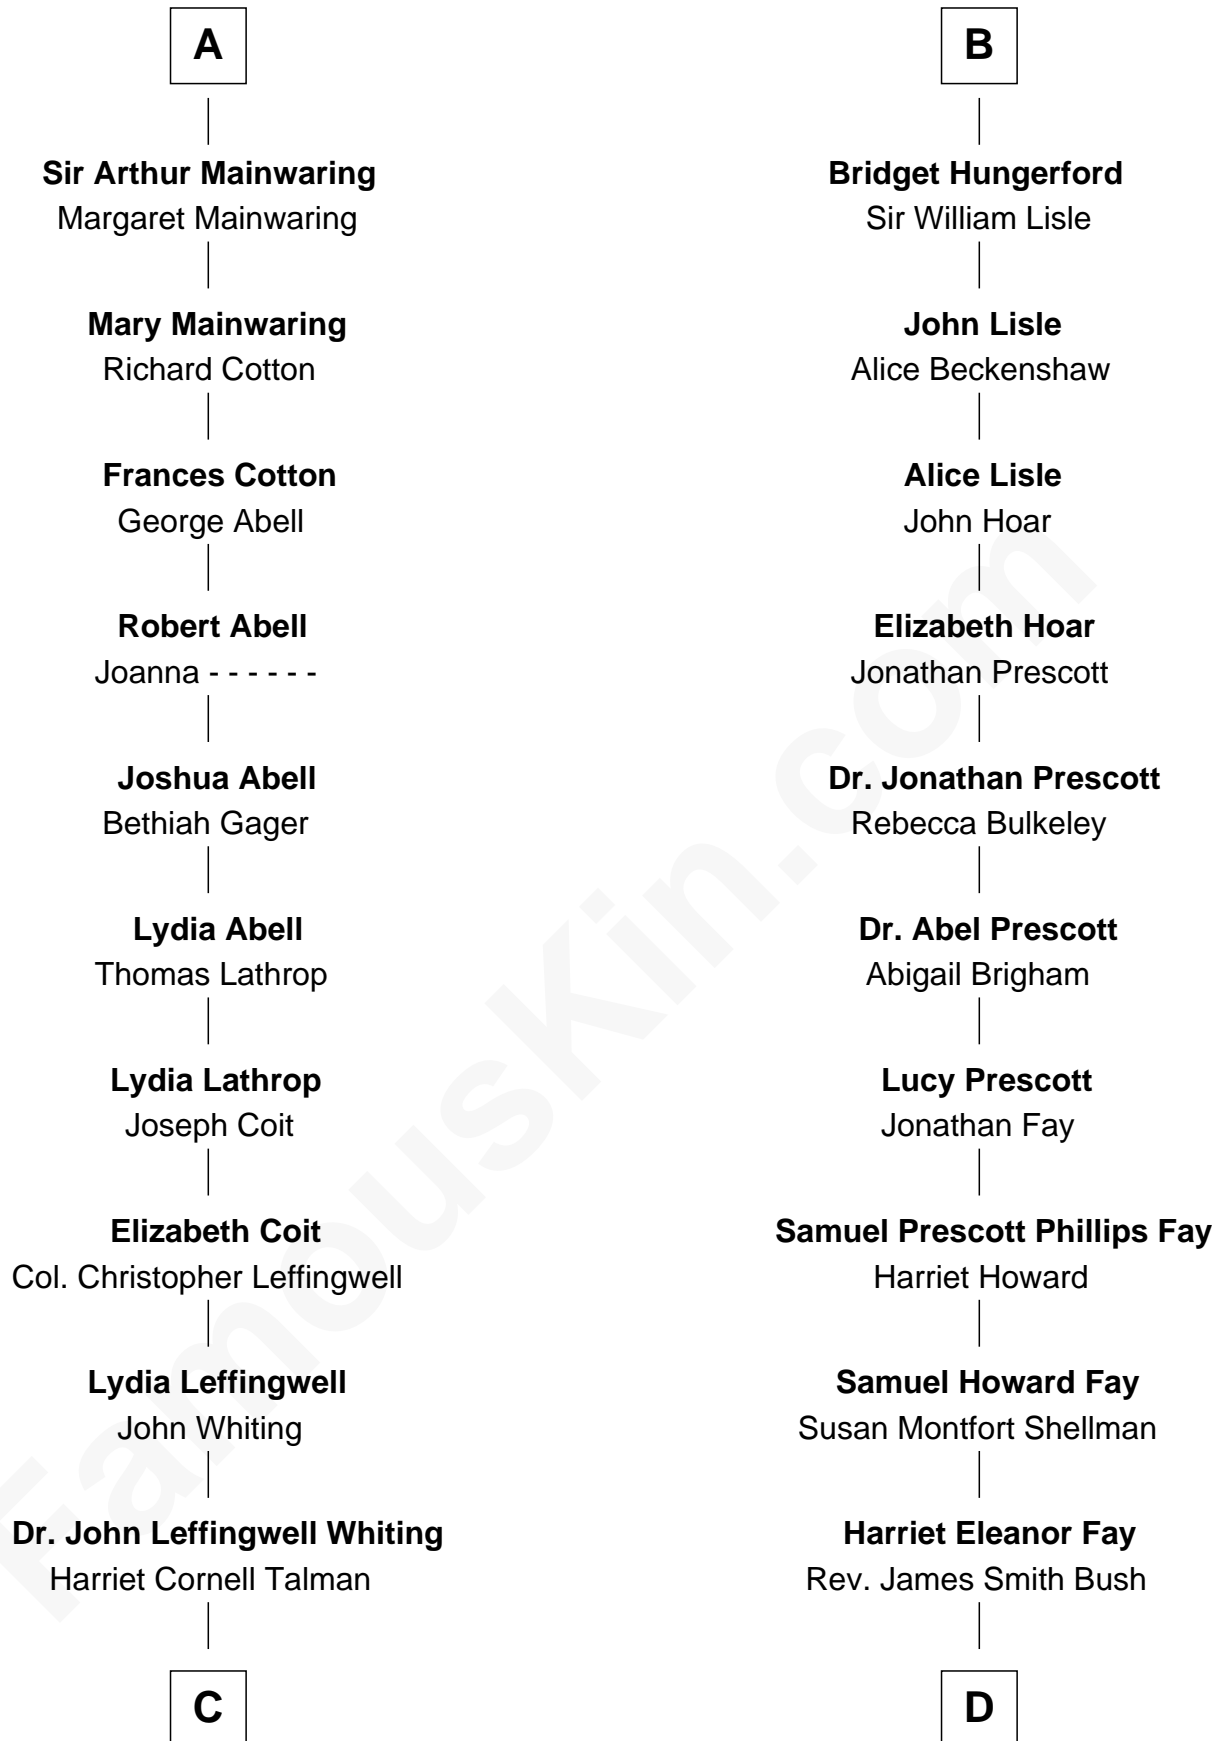 A
Sir Arthur Mainwaring
Margaret Mainwaring
Mary Mainwaring
Richard Cotton
Frances Cotton
George Abell
Robert Abell
Joanna - - - - - -
Joshua Abell
Bethiah Gager
Lydia Abell
Thomas Lathrop
Lydia Lathrop
Joseph Coit
Elizabeth Coit
Col. Christopher Leffingwell
Lydia Leffingwell
John Whiting
Dr. John Leffingwell Whiting
Harriet Cornell Talman
C
B
Bridget Hungerford
Sir William Lisle
John Lisle
Alice Beckenshaw
Alice Lisle
John Hoar
Elizabeth Hoar
Jonathan Prescott
Dr. Jonathan Prescott
Rebecca Bulkeley
Dr. Abel Prescott
Abigail Brigham
Lucy Prescott
Jonathan Fay
Samuel Prescott Phillips Fay
Harriet Howard
Samuel Howard Fay
Susan Montfort Shellman
Harriet Eleanor Fay
Rev. James Smith Bush
D
FamousKin.com